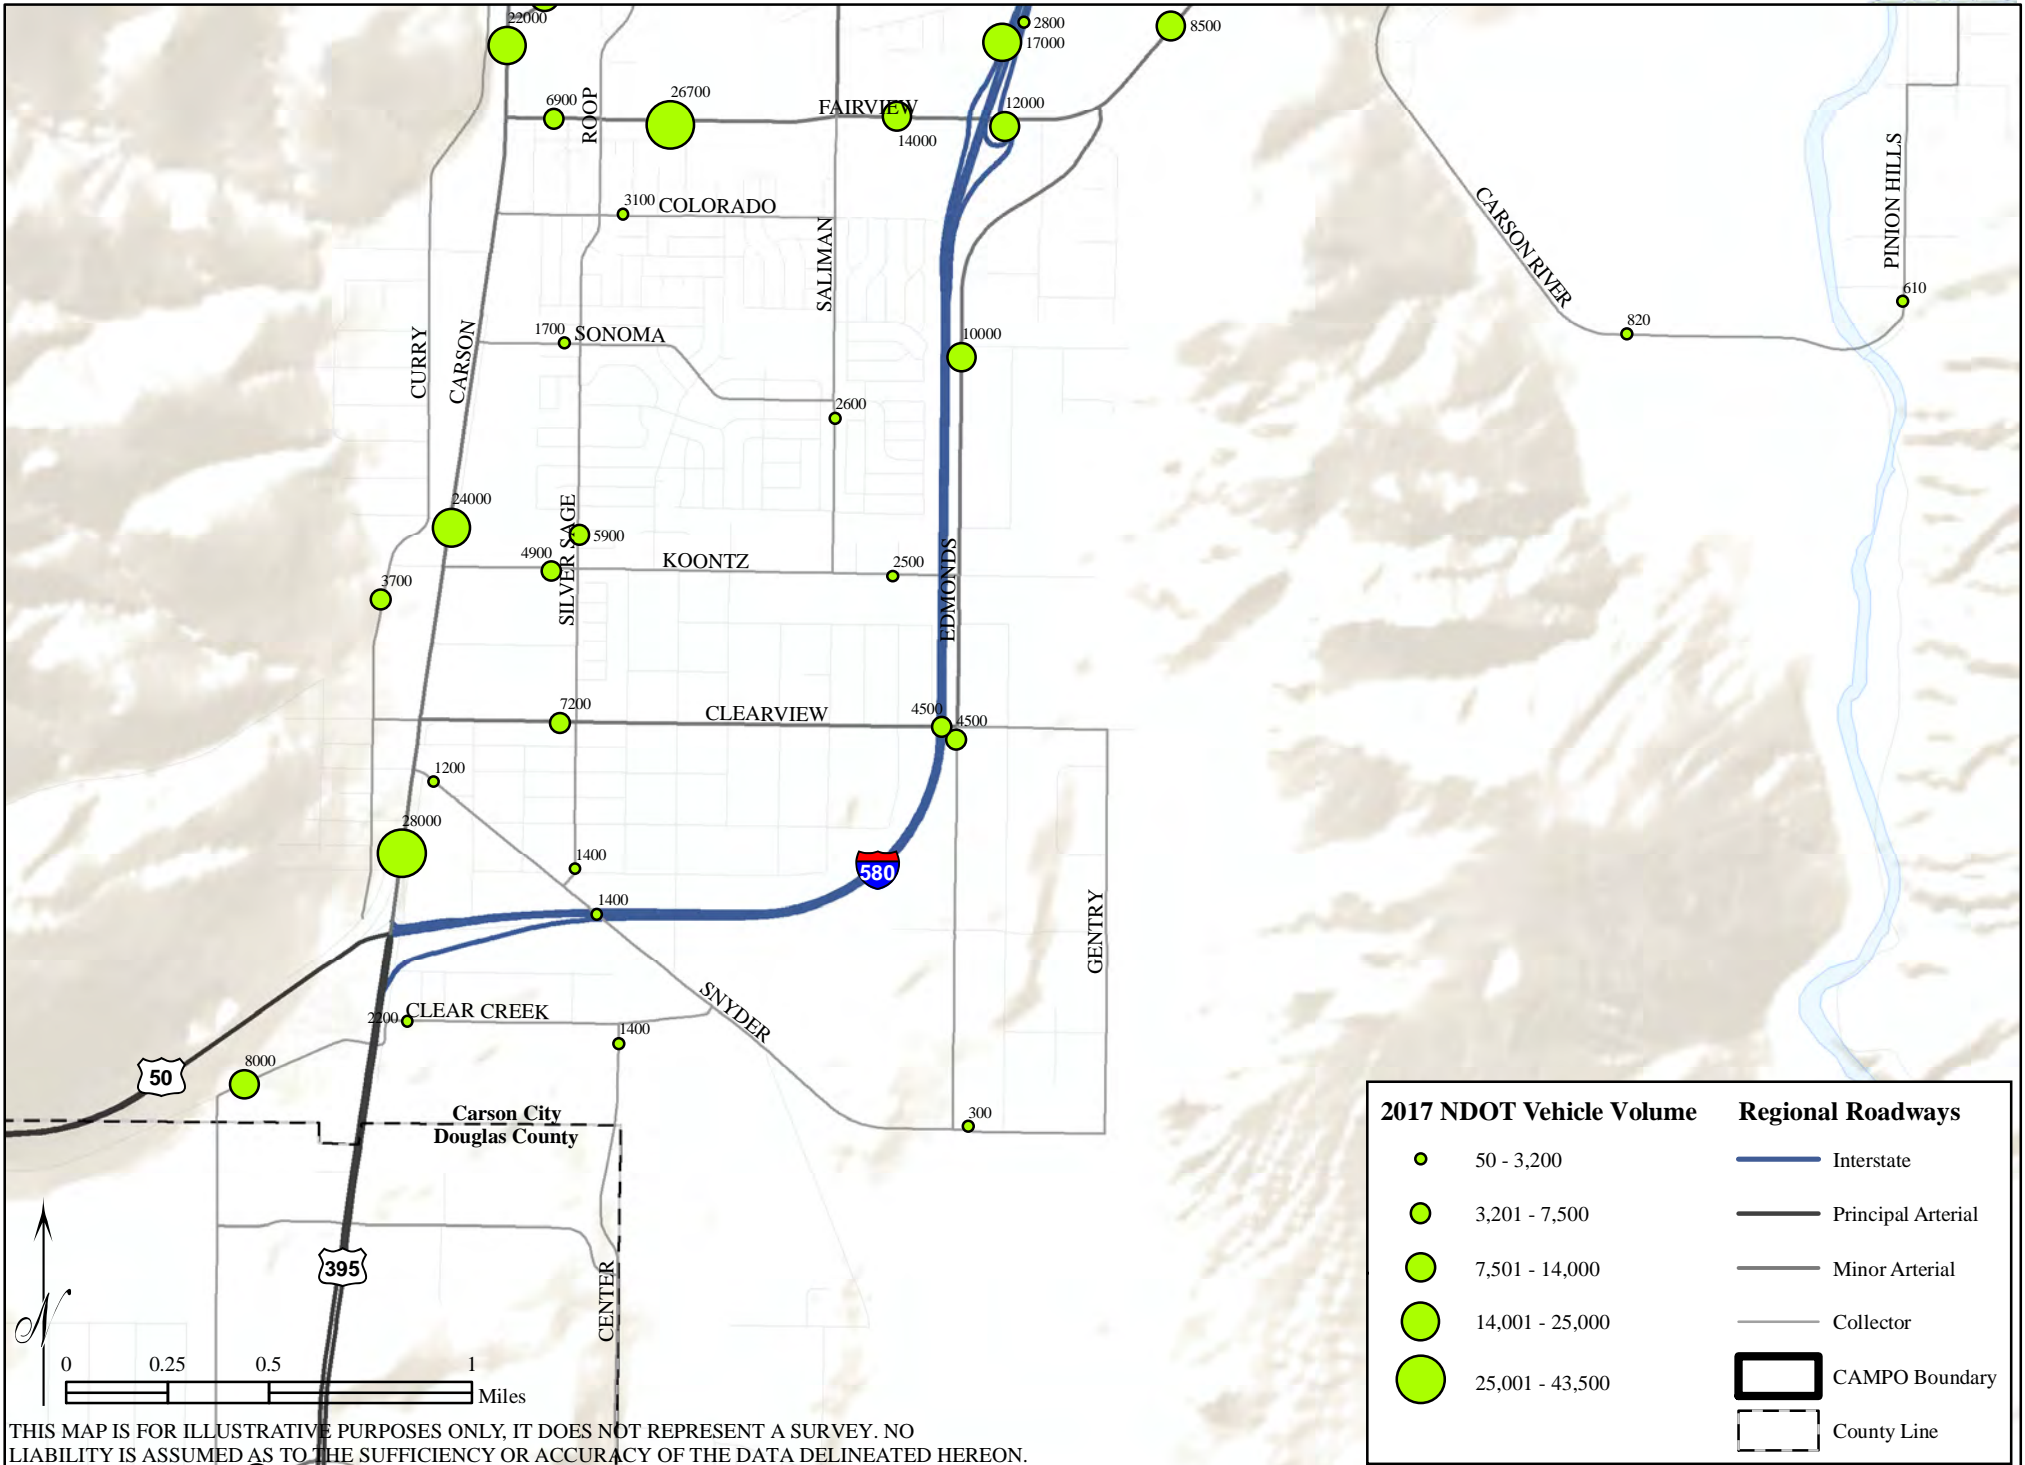 22000
2800
17000
8500
6900
ROOP
26700
FAIRVIEW
14000
12000
3100
COLORADO
SALIMAN
CARSON RIVER
PINION HILLS
610
820
CURRY
CARSON
1700
SONOMA
10000
2600
24000
SILVER SAGE
5900
4900
KOONTZ
2500
EDMONDS
3700
7200
CLEARVIEW
4500
4500
1200
28000
1400
580
1400
GENTRY
SNYDER
2200
CLEAR CREEK
1400
8000
50
300
Carson City
Douglas County
395
CENTER
N
0 0.25 0.5 1
Miles
THIS MAP IS FOR ILLUSTRATIVE PURPOSES ONLY, IT DOES NOT REPRESENT A SURVEY. NO
LIABILITY IS ASSUMED AS TO THE SUFFICIENCY OR ACCURACY OF THE DATA DELINEATED HEREON.
2017 NDOT Vehicle Volume
50 - 3,200
3,201 - 7,500
7,501 - 14,000
14,001 - 25,000
25,001 - 43,500
Regional Roadways
Interstate
Principal Arterial
Minor Arterial
Collector
CAMPO Boundary
County Line